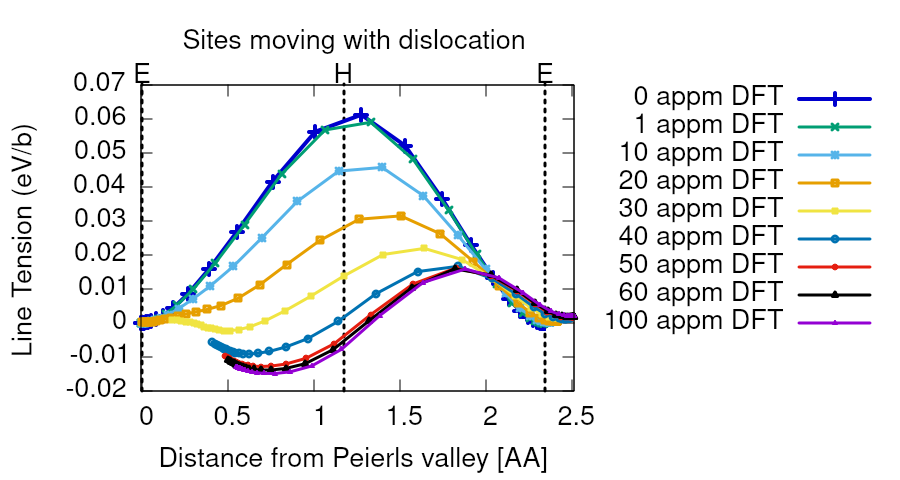 Sites moving with dislocation
E H E
0.07
0.06
0.05
0.04
0.03
0.02
0.01
0
-0.01
-0.02
Line Tension (eV/b)
0 0.5 1 1.5 2 2.5
Distance from Peierls valley [AA]
0 appm DFT
1 appm DFT
10 appm DFT
20 appm DFT
30 appm DFT
40 appm DFT
50 appm DFT
60 appm DFT
100 appm DFT